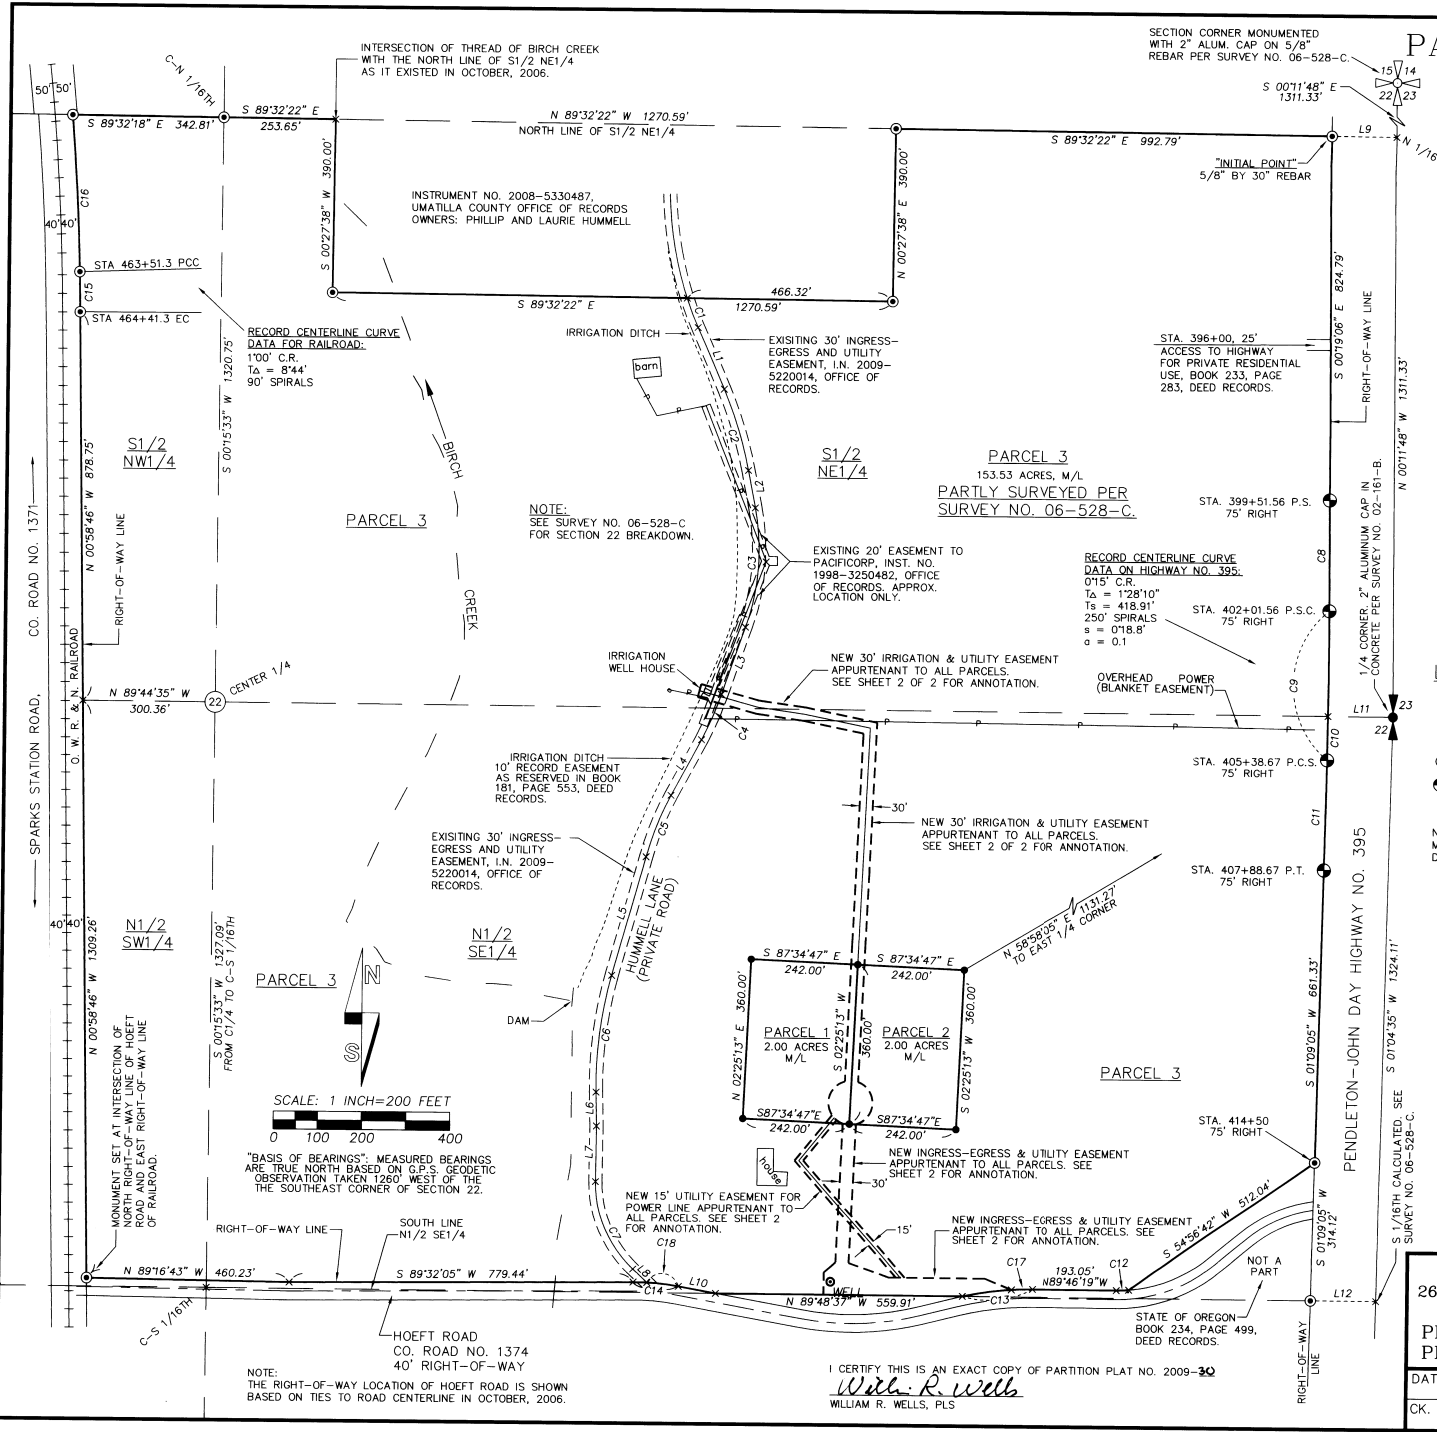 SECTION CORNER MONUMENTED
WITH 2" ALUM. CAP ON 5/8"
REBAR PER SURVEY NO. 06-528-C.
PA
15 14
22 23
S 00°11'48" E
1311.33'
L9
N 1/16
INTERSECTION OF THREAD OF BIRCH CREEK
WITH THE NORTH LINE OF S1/2 NE1/4
AS IT EXISTED IN OCTOBER, 2006.
C-N 1/16TH
50' 50'
S 89°32'18" E 342.81'
S 89°32'22" E
253.65'
N 89°32'22" W 1270.59'
NORTH LINE OF S1/2 NE1/4
S 89°32'22" E 992.79'
"INITIAL POINT"
5/8" BY 30" REBAR
C16
40' 40'
S 00°27'38" W 390.00'
INSTRUMENT NO. 2008-5330487,
UMATILLA COUNTY OFFICE OF RECORDS
OWNERS: PHILLIP AND LAURIE HUMMELL
N 00°27'38" E 390.00'
S 00°19'06" E 824.79'
STA 463+51.3 PCC
C15
STA 464+41.3 EC
S 89°32'22" E
466.32'
1270.59'
RECORD CENTERLINE CURVE
DATA FOR RAILROAD:
1°00' C.R.
T△ = 8°44'
90' SPIRALS
S 00°15'33" W 1320.75'
IRRIGATION DITCH
barn
P
P
C1
L1
EXISITING 30' INGRESS-
EGRESS AND UTILITY
EASEMENT, I.N. 2009-
5220014, OFFICE OF
RECORDS.
STA. 396+00, 25'
ACCESS TO HIGHWAY
FOR PRIVATE RESIDENTIAL
USE, BOOK 233, PAGE
283, DEED RECORDS.
RIGHT-OF-WAY LINE
N 00°11'48" W 1311.33'
S1/2
NW1/4
N 00°58'46" W 878.75'
BIRCH
CREEK
C2
L2
S1/2
NE1/4
PARCEL 3
153.53 ACRES, M/L
PARTLY SURVEYED PER
SURVEY NO. 06-528-C.
STA. 399+51.56 P.S.
75' RIGHT
1/4 CORNER. 2" ALUMINUM CAP IN
CONCRETE PER SURVEY NO. 02-161-B.
CO. ROAD NO. 1371
RIGHT-OF-WAY LINE
PARCEL 3
NOTE:
SEE SURVEY NO. 06-528-C
FOR SECTION 22 BREAKDOWN.
C3
P
EXISTING 20' EASEMENT TO
PACIFICORP, INST. NO.
1998-3250482, OFFICE
OF RECORDS. APPROX.
LOCATION ONLY.
RECORD CENTERLINE CURVE
DATA ON HIGHWAY NO. 395:
0°15' C.R.
T△ = 1°28'10"
Ts = 418.91'
250' SPIRALS
s = 0°18.8'
a = 0.1
C8
STA. 402+01.56 P.S.C.
75' RIGHT
O. W. R. & N. RAILROAD
CENTER 1/4
N 89°44'35" W
300.36'
22
IRRIGATION
WELL HOUSE
L3
NEW 30' IRRIGATION & UTILITY EASEMENT
APPURTENANT TO ALL PARCELS.
SEE SHEET 2 OF 2 FOR ANNOTATION.
OVERHEAD POWER
(BLANKET EASEMENT)
C9
L11
23
22
C4
P
P
P
P
C10
SPARKS STATION ROAD,
IRRIGATION DITCH
10' RECORD EASEMENT
AS RESERVED IN BOOK
181, PAGE 553, DEED
RECORDS.
L4
C5
STA. 405+38.67 P.C.S.
75' RIGHT
C11
30'
NEW 30' IRRIGATION & UTILITY EASEMENT
APPURTENANT TO ALL PARCELS.
SEE SHEET 2 OF 2 FOR ANNOTATION.
EXISITING 30' INGRESS-
EGRESS AND UTILITY
EASEMENT, I.N. 2009-
5220014, OFFICE OF
RECORDS.
STA. 407+88.67 P.T.
75' RIGHT
PENDLETON-JOHN DAY HIGHWAY NO. 395
40' 40'
N 00°58'46" W 1309.26'
N1/2
SW1/4
S 00°15'33" W 1327.09'
FROM C1/4 TO C-S 1/16TH
N1/2
SE1/4
L5
HUMMELL LANE
(PRIVATE ROAD)
N 58°58'05" E 1131.27'
TO EAST 1/4 CORNER
S 01°04'35" W 1324.11'
S 01°09'05" W 661.33'
PARCEL 3
N
S
S 87°34'47" E
242.00'
S 87°34'47" E
242.00'
DAM
C6
N 02°25'13" E 360.00'
PARCEL 1
2.00 ACRES
M/L
S 02°25'13" W
360.00'
PARCEL 2
2.00 ACRES
M/L
S 02°25'13" W 360.00'
PARCEL 3
MONUMENT SET AT INTERSECTION OF
NORTH RIGHT-OF-WAY LINE OF HOEFT
ROAD AND EAST RIGHT-OF-WAY LINE
OF RAILROAD.
SCALE: 1 INCH=200 FEET
0 100 200 400
L6
S87°34'47"E
242.00'
S87°34'47"E
242.00'
STA. 414+50
75' RIGHT
S 1/16TH CALCULATED. SEE
SURVEY NO. 06-528-C.
"BASIS OF BEARINGS": MEASURED BEARINGS
ARE TRUE NORTH BASED ON G.P.S. GEODETIC
OBSERVATION TAKEN 1260' WEST OF THE
THE SOUTHEAST CORNER OF SECTION 22.
L7
house
NEW INGRESS-EGRESS & UTILITY EASEMENT
APPURTENANT TO ALL PARCELS. SEE
SHEET 2 FOR ANNOTATION.
30'
NEW 15' UTILITY EASEMENT FOR
POWER LINE APPURTENANT TO
ALL PARCELS. SEE SHEET 2
FOR ANNOTATION.
15'
NEW INGRESS-EGRESS & UTILITY EASEMENT
APPURTENANT TO ALL PARCELS. SEE
SHEET 2 FOR ANNOTATION.
S 54°56'42" W 512.04'
S 01°09'05" W
314.12'
RIGHT-OF-WAY LINE
SOUTH LINE
N1/2 SE1/4
C7
C18
L8
C14
L10
N 89°16'43" W 460.23'
S 89°32'05" W 779.44'
WELL
N 89°48'37" W 559.91'
C13
C17
193.05'
N89°46'19"W
C12
NOT A
PART
L12
C-S 1/16TH
STATE OF OREGON
BOOK 234, PAGE 499,
DEED RECORDS.
RIGHT-OF-WAY
LINE
HOEFT ROAD
CO. ROAD NO. 1374
40' RIGHT-OF-WAY
NOTE:
THE RIGHT-OF-WAY LOCATION OF HOEFT ROAD IS SHOWN
BASED ON TIES TO ROAD CENTERLINE IN OCTOBER, 2006.
I CERTIFY THIS IS AN EXACT COPY OF PARTITION PLAT NO. 2009-30
William R. Wells
WILLIAM R. WELLS, PLS
26
DAT
CK.